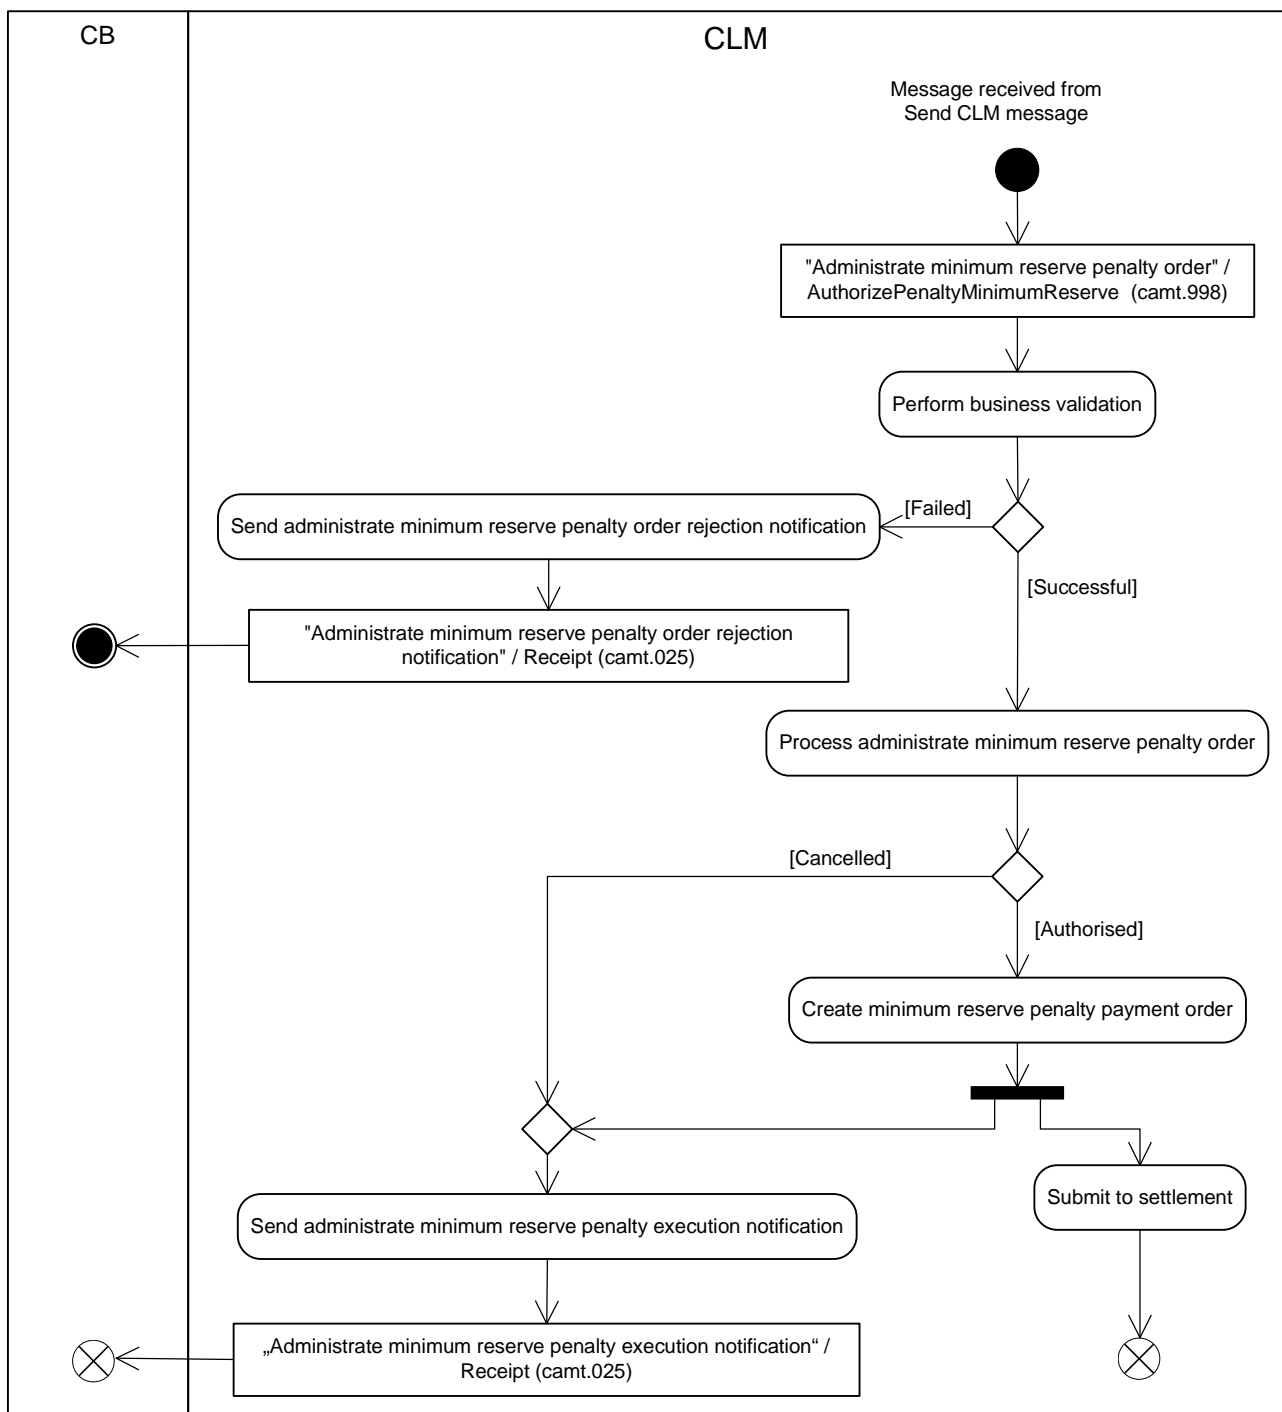 CB
CLM
Message received from
Send CLM message
"Administrate minimum reserve penalty order" /
AuthorizePenaltyMinimumReserve (camt.998)
Perform business validation
[Failed]
Send administrate minimum reserve penalty order rejection notification
[Successful]
"Administrate minimum reserve penalty order rejection
notification" / Receipt (camt.025)
Process administrate minimum reserve penalty order
[Cancelled]
[Authorised]
Create minimum reserve penalty payment order
Submit to settlement
Send administrate minimum reserve penalty execution notification
„Administrate minimum reserve penalty execution notification“ /
Receipt (camt.025)